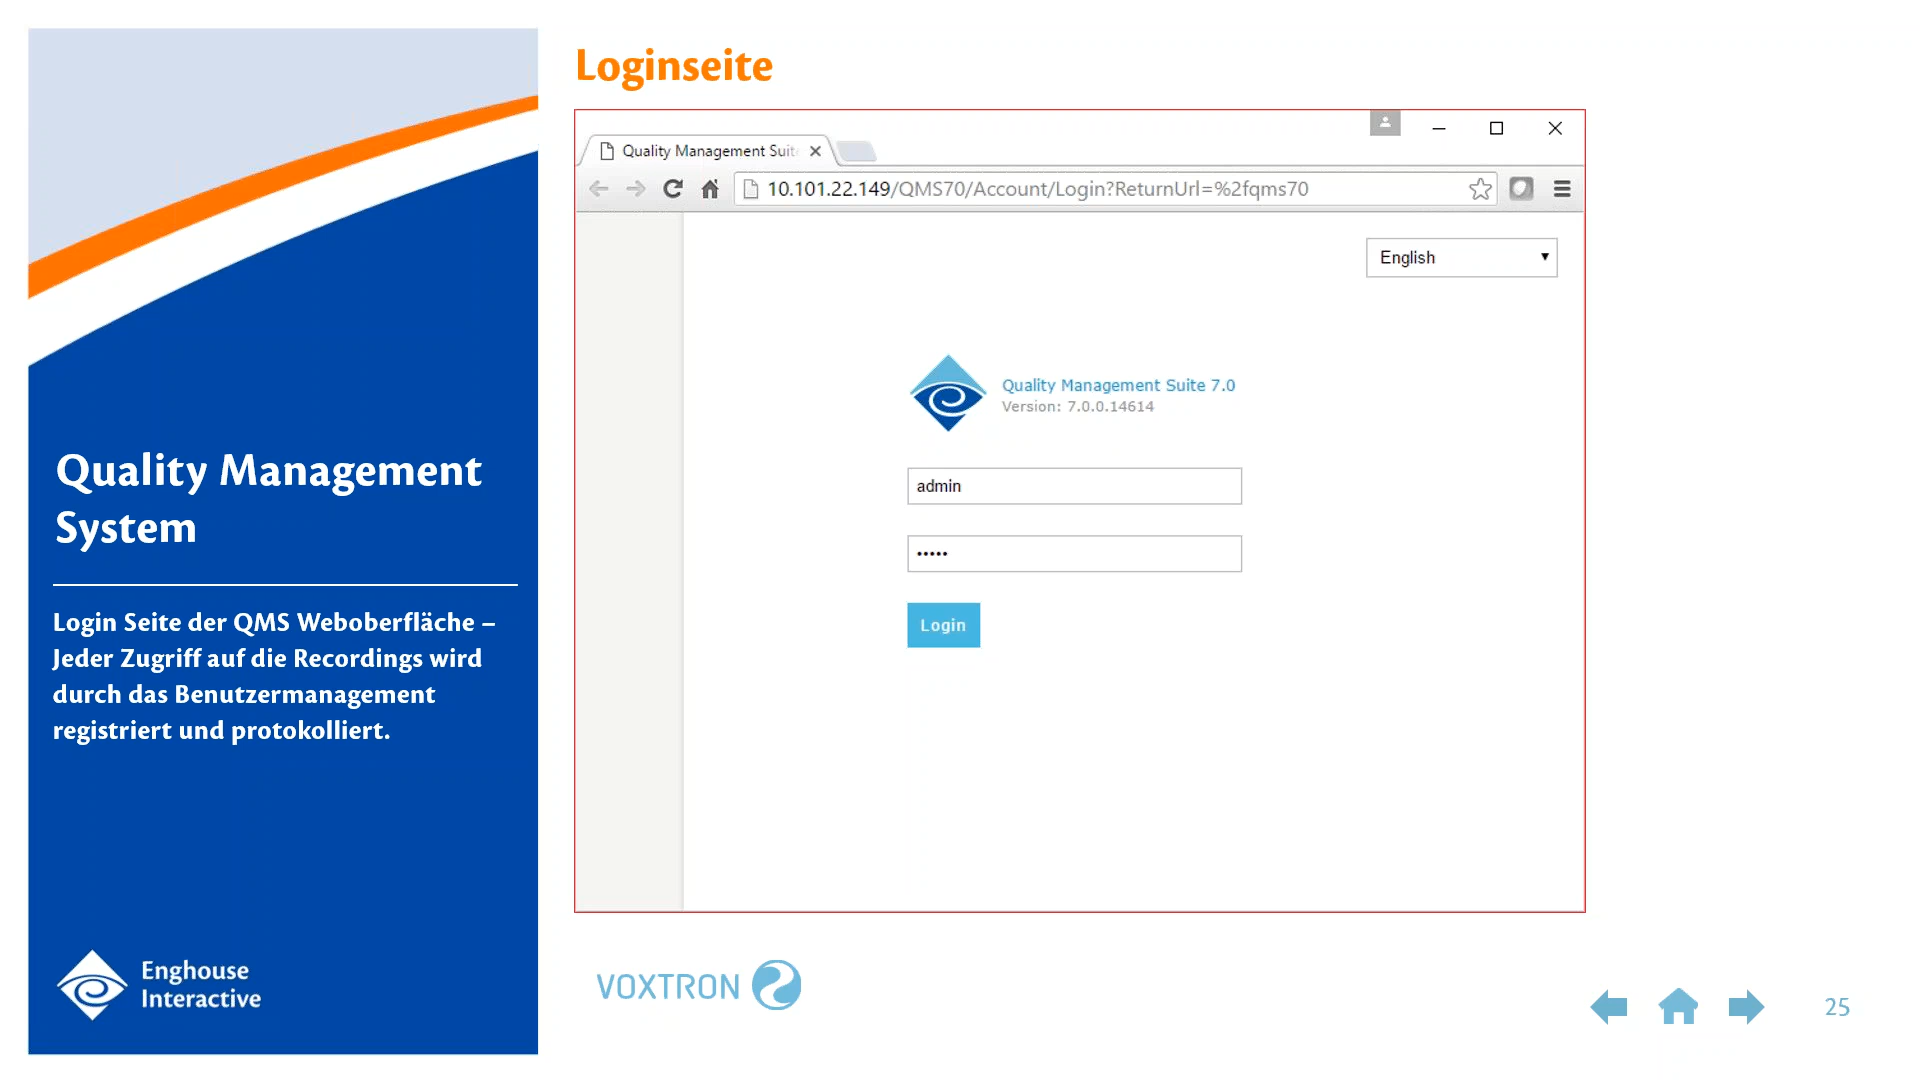 Loginseite
Quality Management Suit
10.101.22.149/QMS70/Account/Login?ReturnUrl=%2fqms70
English
Quality Management Suite 7.0
Version: 7.0.0.14614
admin
•••••
Login
Quality Management
System
Login Seite der QMS Weboberfläche –
Jeder Zugriff auf die Recordings wird
durch das Benutzermanagement
registriert und protokolliert.
Enghouse
Interactive
VOXTRON
25